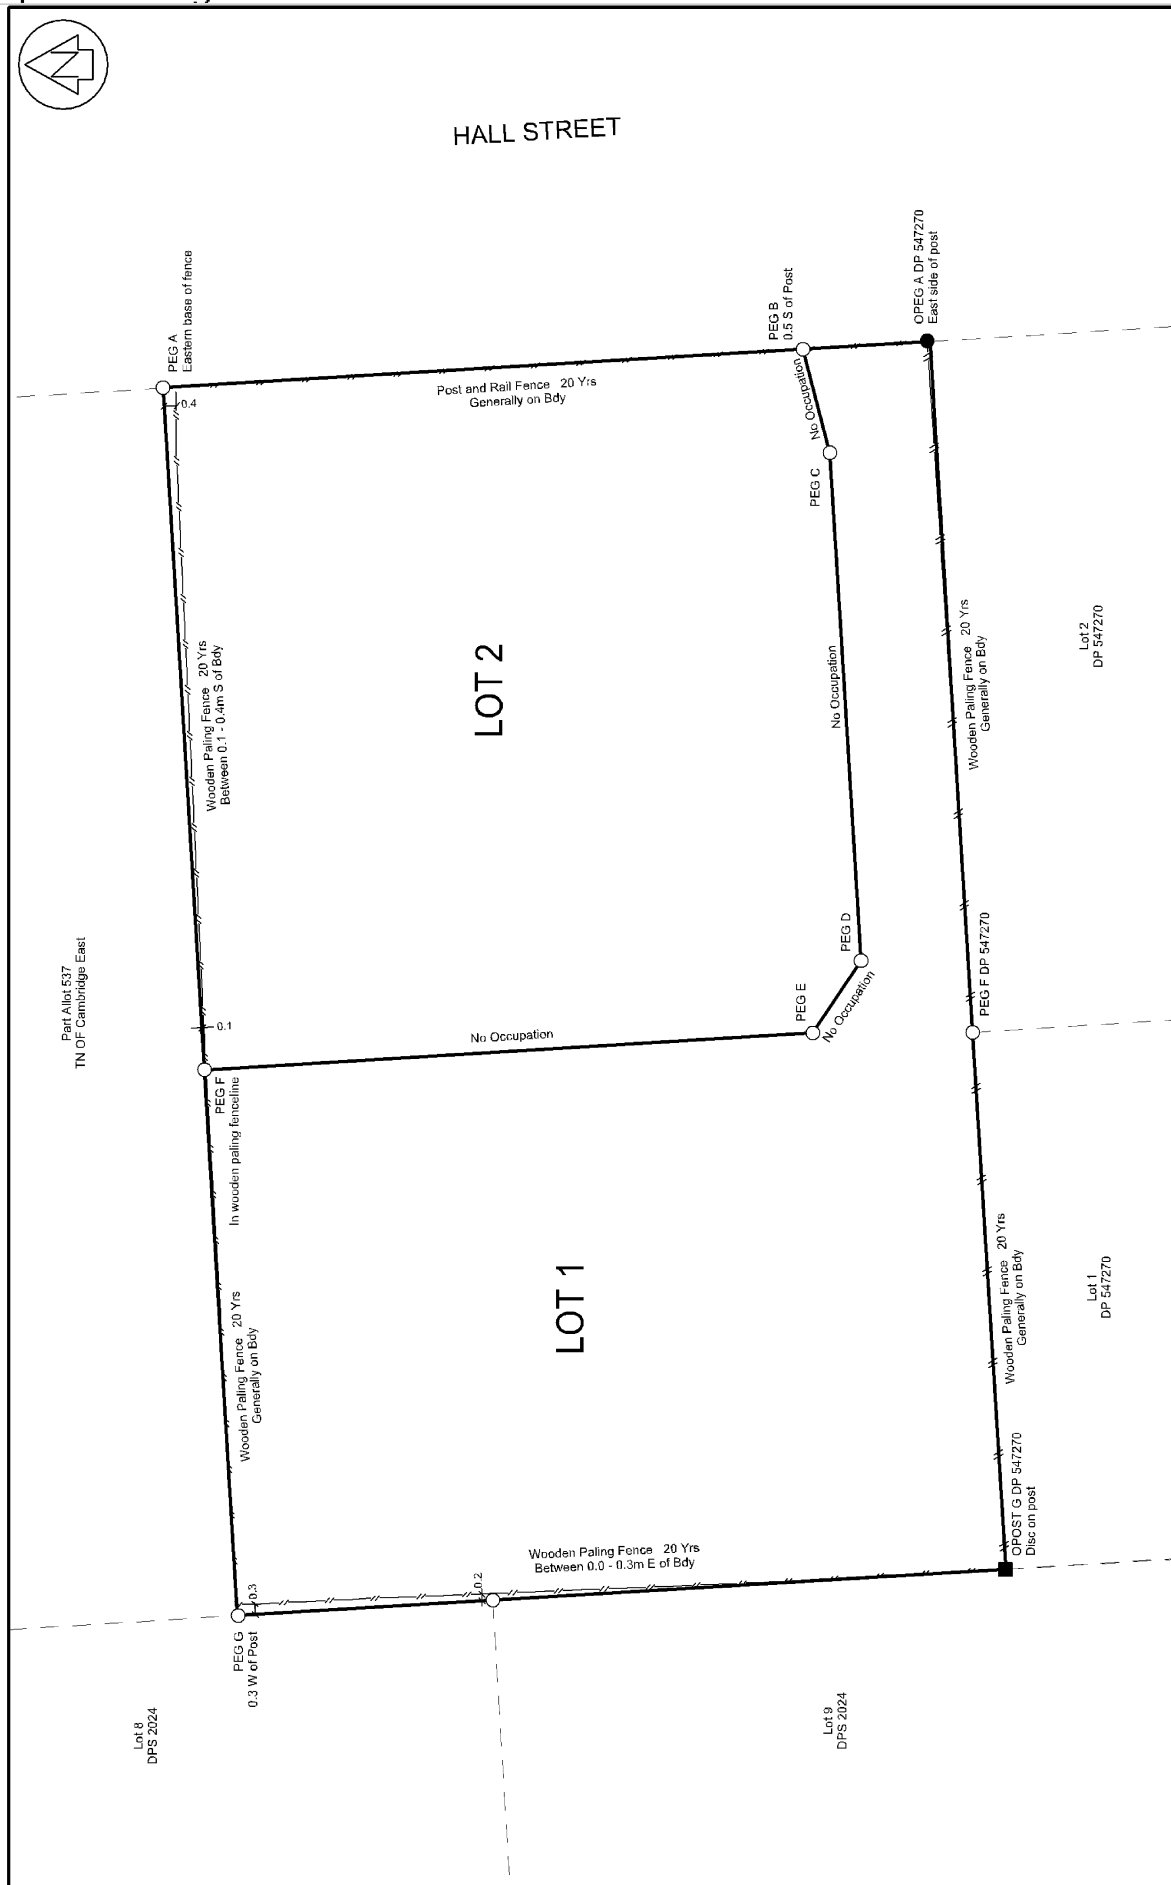 N
HALL STREET
PEG A
Eastern base of fence
0.4
Post and Rail Fence 20 Yrs
Generally on Bdy
PEG B
0.5 S of Post
OPEG A DP 547270
East side of post
No Occupation
PEG C
Wooden Paling Fence 20 Yrs
Between 0.1 - 0.4m S of Bdy
LOT 2
No Occupation
Wooden Paling Fence 20 Yrs
Generally on Bdy
Lot 2
DP 547270
Part Allot 537
TN OF Cambridge East
0.1
PEG D
PEG E
No Occupation
PEG F DP 547270
No Occupation
PEG F
In wooden paling fenceline
Wooden Paling Fence 20 Yrs
Generally on Bdy
LOT 1
Wooden Paling Fence 20 Yrs
Generally on Bdy
Lot 1
DP 547270
OPOST G DP 547270
Disc on post
Wooden Paling Fence 20 Yrs
Between 0.0 - 0.3m E of Bdy
0.3
0.2
PEG G
0.3 W of Post
Lot 8
DPS 2024
Lot 9
DPS 2024